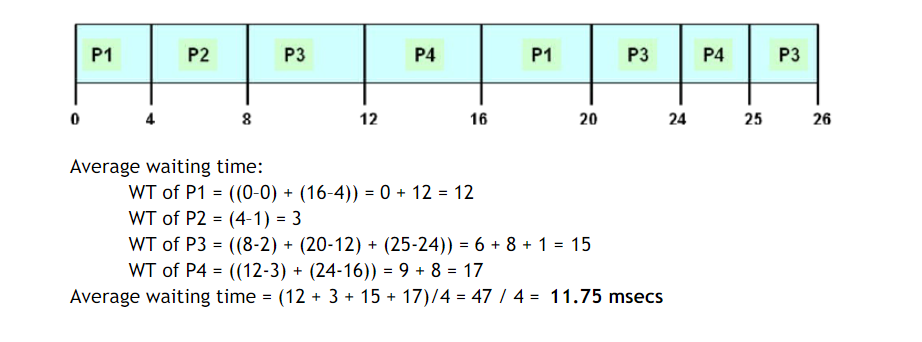 P1 P2 P3 P4 P1 P3 P4 P3
0 4 8 12 16 20 24 25 26
Average waiting time:
WT of P1 = ((0-0) + (16-4)) = 0 + 12 = 12
WT of P2 = (4-1) = 3
WT of P3 = ((8-2) + (20-12) + (25-24)) = 6 + 8 + 1 = 15
WT of P4 = ((12-3) + (24-16)) = 9 + 8 = 17
Average waiting time = (12 + 3 + 15 + 17)/4 = 47 / 4 = 11.75 msecs